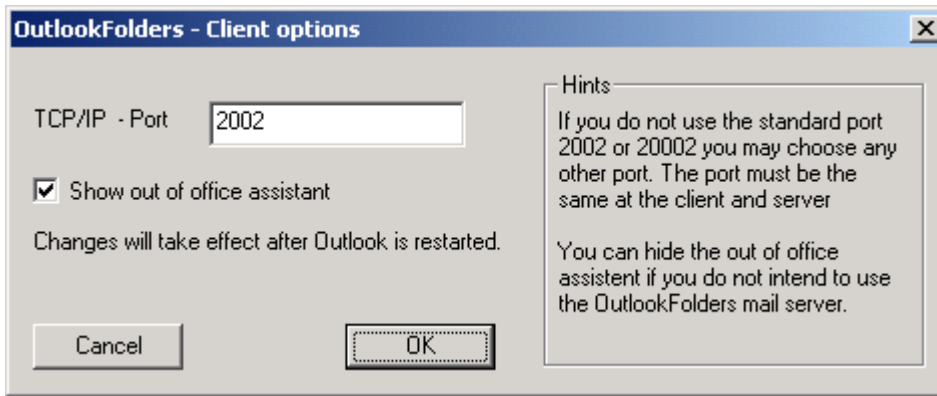 OutlookFolders - Client options
TCP/IP - Port
2002
Show out of office assistant
Changes will take effect after Outlook is restarted.
Cancel
OK
Hints
If you do not use the standard port
2002 or 20002 you may choose any
other port. The port must be the
same at the client and server
You can hide the out of office
assistent if you do not intend to use
the OutlookFolders mail server.